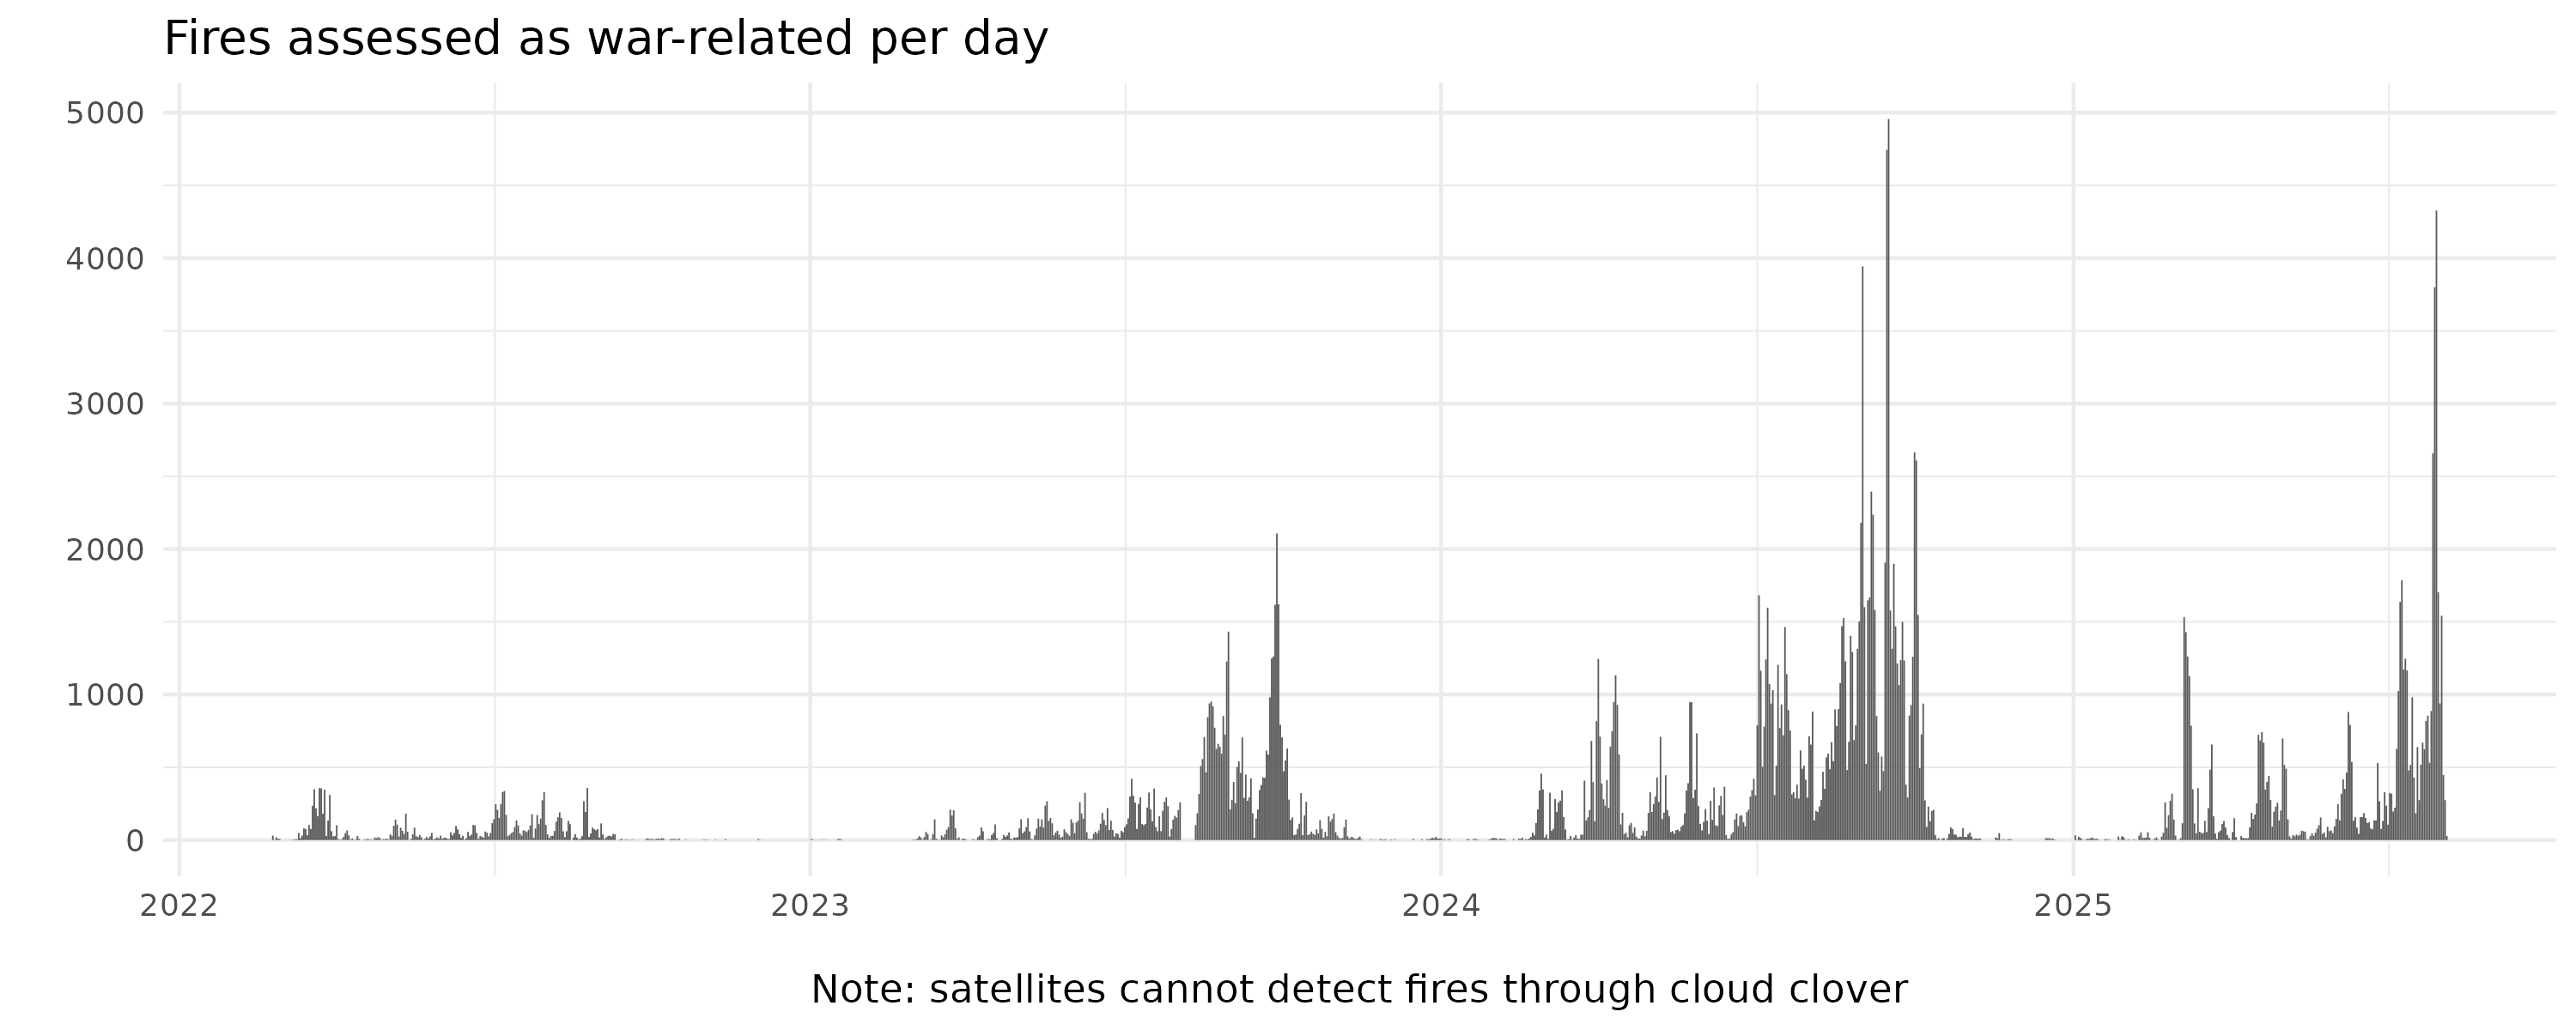 Fires assessed as war-related per day
5000
4000
3000
2000
1000
0
2022 2023 2024 2025
Note: satellites cannot detect fires through cloud clover